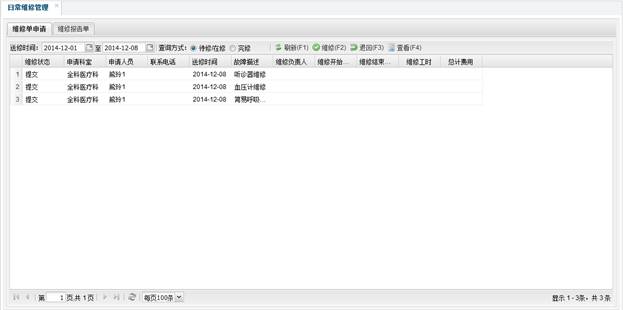 日常维修管理
维修单申请 维修报告单
送修时间: 2014-12-01 至 2014-12-08 查询方式: 待修/在修 完修 刷新(F1) 维修(F2) 退回(F3) 查看(F4)
维修状态 申请科室 申请人员 联系电话 送修时间 故障描述 维修负责人 维修开始... 维修结束... 维修工时 总计费用
1 提交 全科医疗科 戚玲1 2014-12-08 听诊器维修
2 提交 全科医疗科 戚玲1 2014-12-08 血压计维修
3 提交 全科医疗科 戚玲1 2014-12-08 简易呼吸...
第 1 页,共 1 页 每页100条 显示 1 - 3条，共 3 条